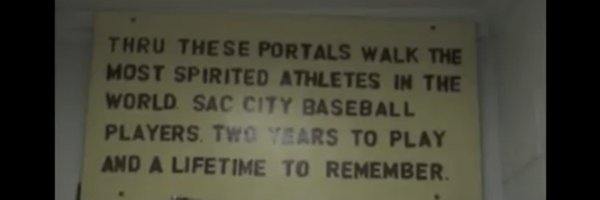 THRU THESE PORTALS WALK THE
MOST SPIRITED ATHLETES IN THE
WORLD. SAC CITY BASEBALL
PLAYERS. TWO YEARS TO PLAY
AND A LIFETIME TO REMEMBER.